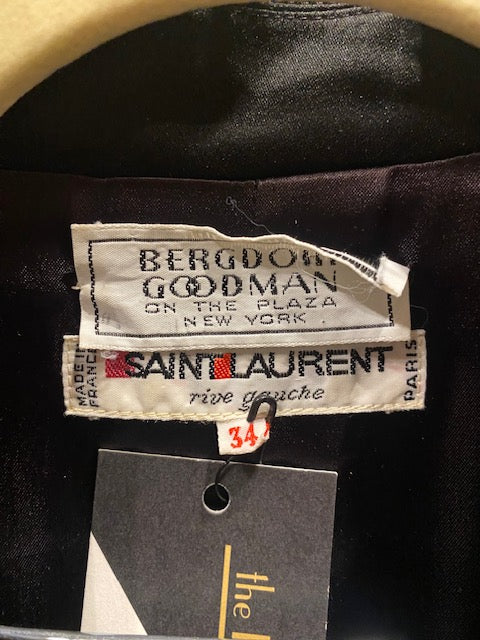 BERGDORF
GOODMAN
ON THE PLAZA
NEW YORK
MADE IN
FRANCE
SAINT LAURENT
rive gauche
PARIS
34
the